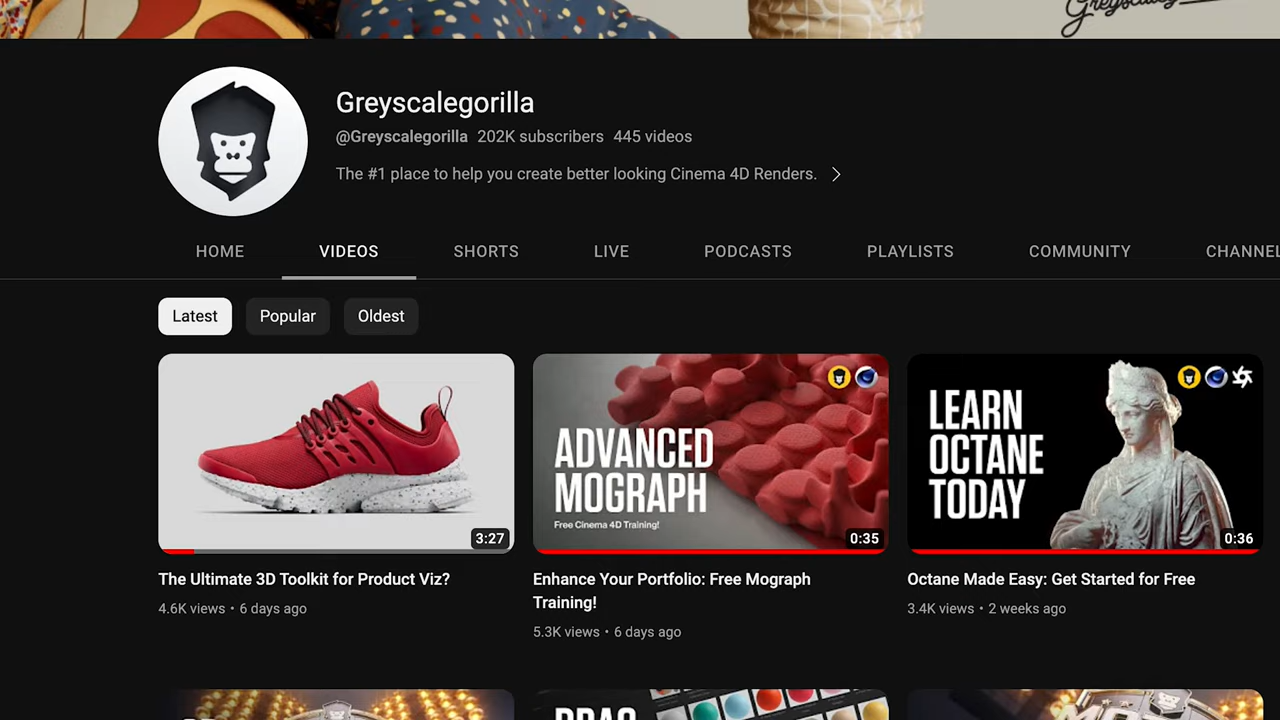 Greyscalegorilla
Greyscalegorilla
@Greyscalegorilla 202K subscribers 445 videos
The #1 place to help you create better looking Cinema 4D Renders.
HOME VIDEOS SHORTS LIVE PODCASTS PLAYLISTS COMMUNITY CHANNEL
Latest Popular Oldest
3:27
ADVANCED
MOGRAPH
Free Cinema 4D Training!
0:35
LEARN
OCTANE
TODAY
0:36
The Ultimate 3D Toolkit for Product Viz?
4.6K views • 6 days ago
Enhance Your Portfolio: Free Mograph
Training!
5.3K views • 6 days ago
Octane Made Easy: Get Started for Free
3.4K views • 2 weeks ago